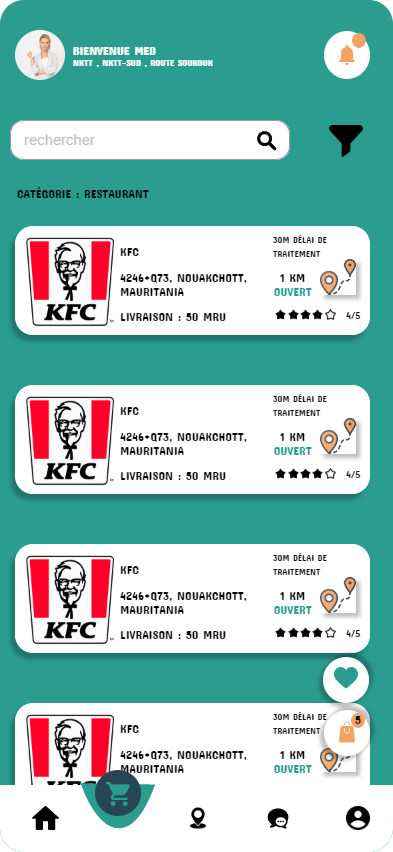 BIENVENUE MED
NKTT , NKTT-SUD , ROUTE SOUKOUK
rechercher
CATÉGORIE : RESTAURANT
KFC
30M DÉLAI DE
TRAITEMENT
4246+Q73, NOUAKCHOTT,
MAURITANIA
1 KM
OUVERT
KFC
LIVRAISON : 50 MRU
4/5
KFC
30M DÉLAI DE
TRAITEMENT
4246+Q73, NOUAKCHOTT,
MAURITANIA
1 KM
OUVERT
KFC
LIVRAISON : 50 MRU
4/5
KFC
30M DÉLAI DE
TRAITEMENT
4246+Q73, NOUAKCHOTT,
MAURITANIA
1 KM
OUVERT
KFC
LIVRAISON : 50 MRU
4/5
KFC
30M DÉLAI DE
TRAITEMENT
5
4246+Q73, NOUAKCHOTT,
MAURITANIA
1 KM
OUVERT